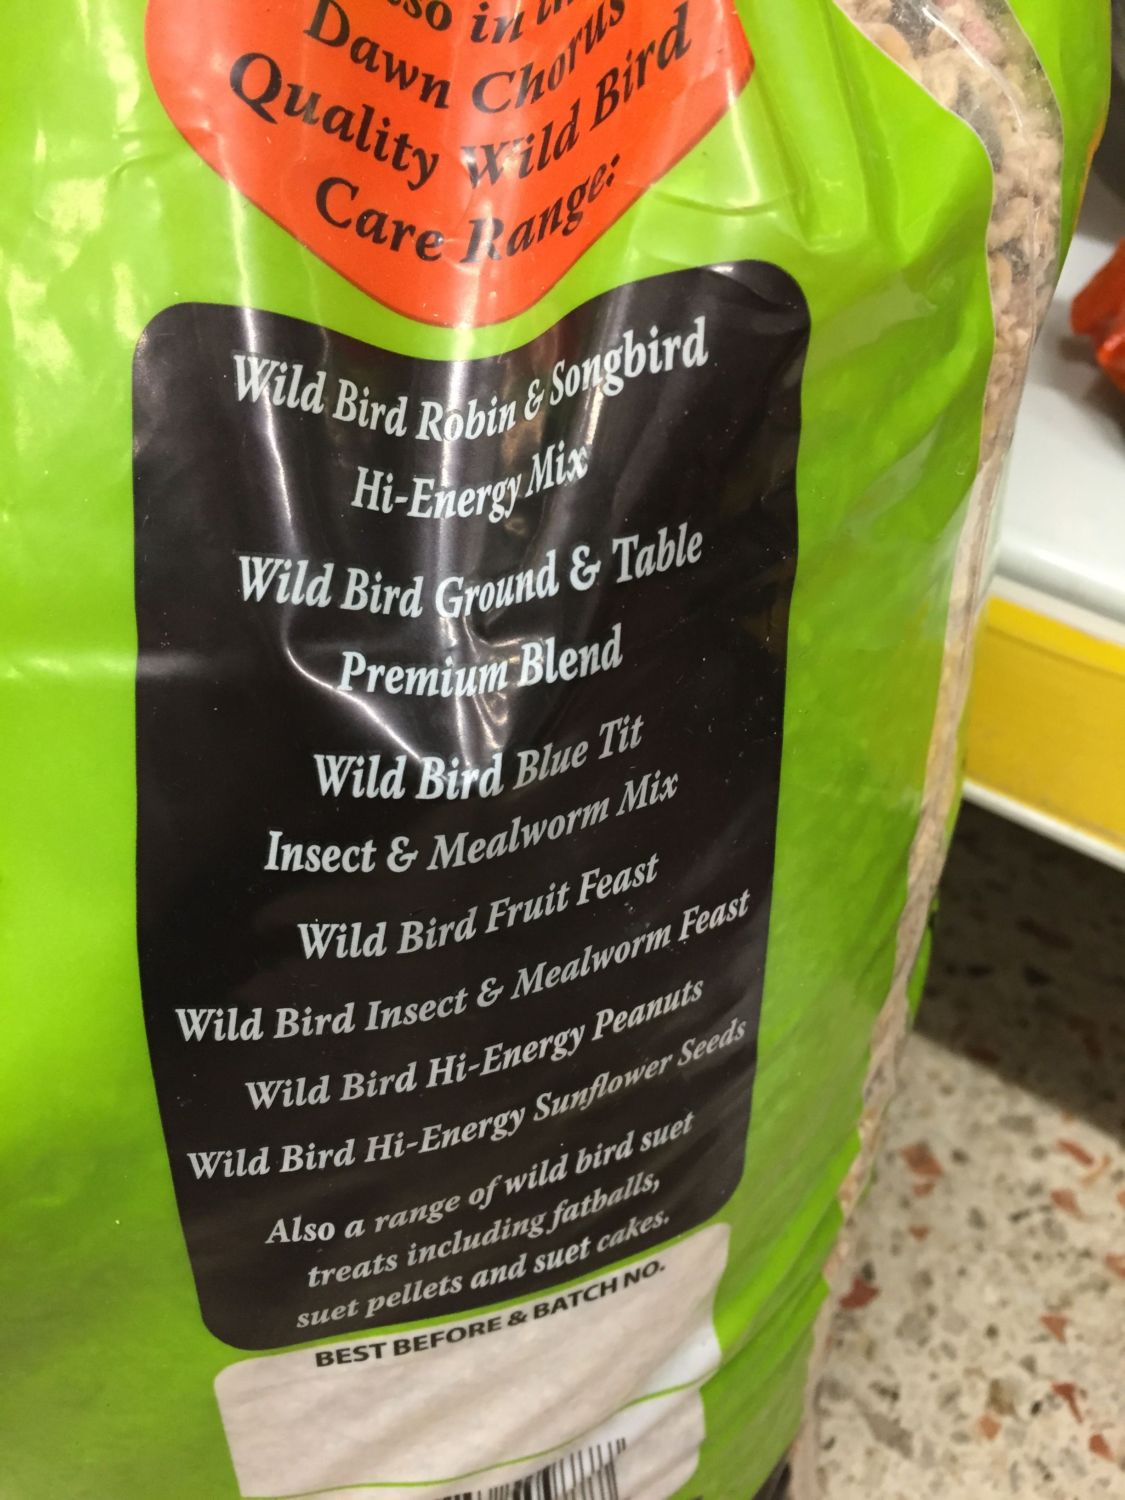 in
Dawn Chorus
Quality Wild Bird
Care Range:
Wild Bird Robin & Songbird
Hi-Energy Mix
Wild Bird Ground & Table
Premium Blend
Wild Bird Blue Tit
Insect & Mealworm Mix
Wild Bird Fruit Feast
Wild Bird Insect & Mealworm Feast
Wild Bird Hi-Energy Peanuts
Wild Bird Hi-Energy Sunflower Seeds
Also a range of wild bird suet
treats including fatballs,
suet pellets and suet cakes.
BEST BEFORE & BATCH NO.